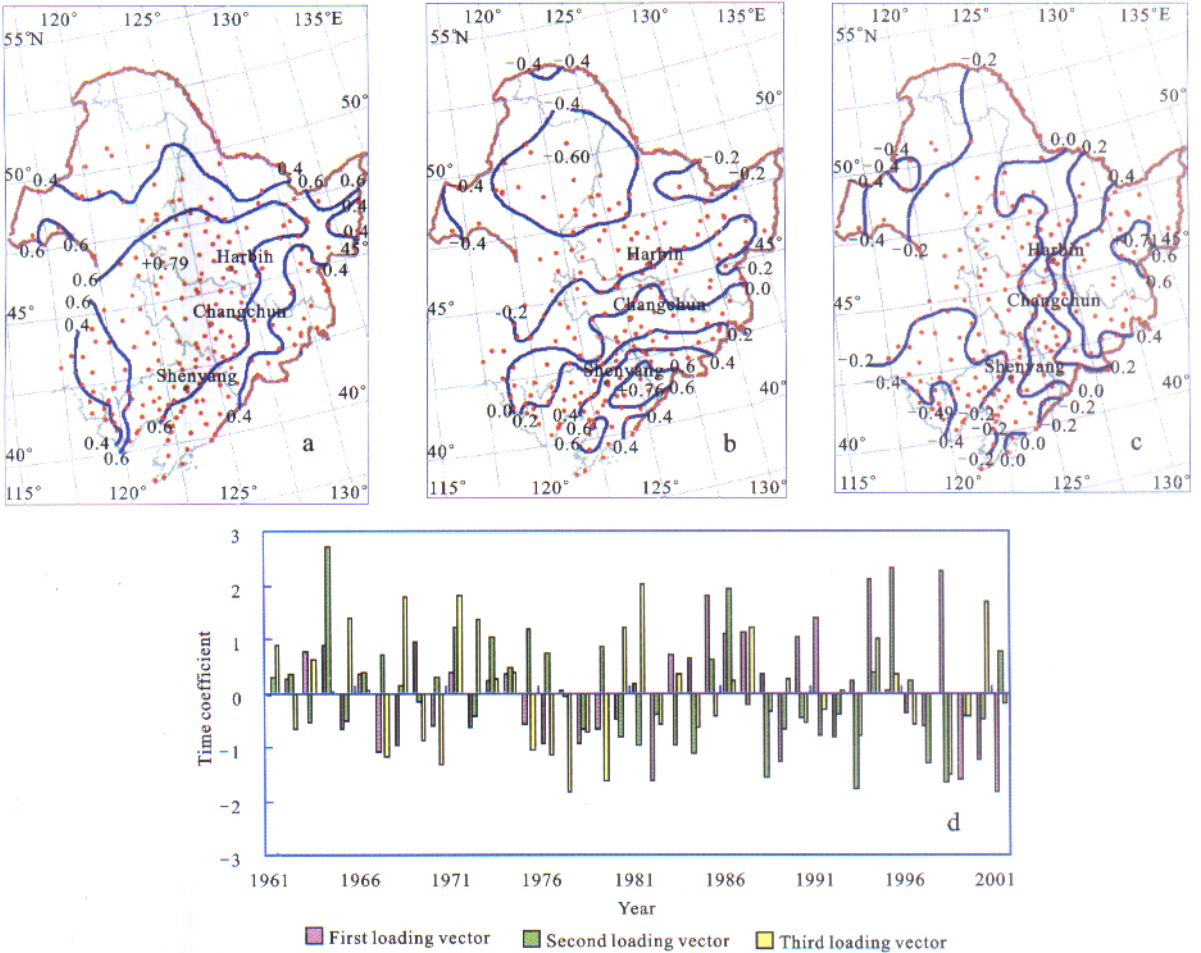 120° 130° 135°E
55°N
50°
50°
0.4
0.4 0.6 0.6
0.4
0.4
0.6 0.6
45°
0.4
0.6
+0.79
Harbin
0.6
45°
0.4
Changchun
Shenyang
40°
0.4
0.4 0.6
0.6
40°
a
115° 120° 125° 130°
120° 130° 135°E
55°N
−0.4 −0.4
−0.4
50°
−0.60
−0.2
50°
0.4
−0.2
−0.4
Harbin
45°
0.2
0.0
45°
−0.2
Changchun
0.2
0.4
Shenyang 0.6
+0.76 0.6
40°
0.0
0.2 0.4
0.4
0.6 0.4
40°
b
115° 120° 125° 130°
120° 130° 135°E
55°N
−0.2
50°
0.0
0.2
−0.4
50° 0.4
0.4
0.4
−0.4
−0.2
Harbin
+0.71 45°
0.6
0.6
45°
Changchun
0.4
−0.2
Shenyang
0.2
−0.4
0.0
−0.2
40°
−0.49 −0.2
−0.2 −0.2
−0.4 0.0
−0.2 0.0
40°
c
115° 120° 125° 130°
3
2
1
0
−1
−2
−3
Time coefficient
d
1961 1966 1971 1976 1981 1986 1991 1996 2001
Year
First loading vector Second loading vector Third loading vector